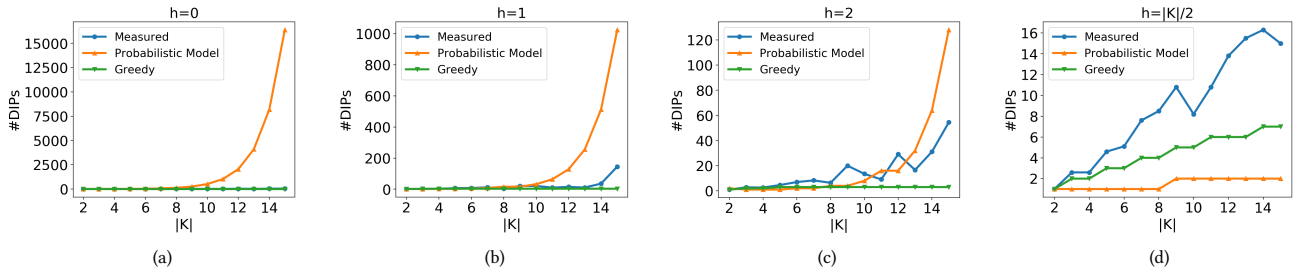 h=0
#DIPs
15000
12500
10000
7500
5000
2500
0
Measured
Probabilistic Model
Greedy
2 4 6 8 10 12 14
|K|
(a)
h=1
#DIPs
1000
800
600
400
200
0
Measured
Probabilistic Model
Greedy
2 4 6 8 10 12 14
|K|
(b)
h=2
#DIPs
120
100
80
60
40
20
0
Measured
Probabilistic Model
Greedy
2 4 6 8 10 12 14
|K|
(c)
h=|K|/2
#DIPs
16
14
12
10
8
6
4
2
Measured
Probabilistic Model
Greedy
2 4 6 8 10 12 14
|K|
(d)